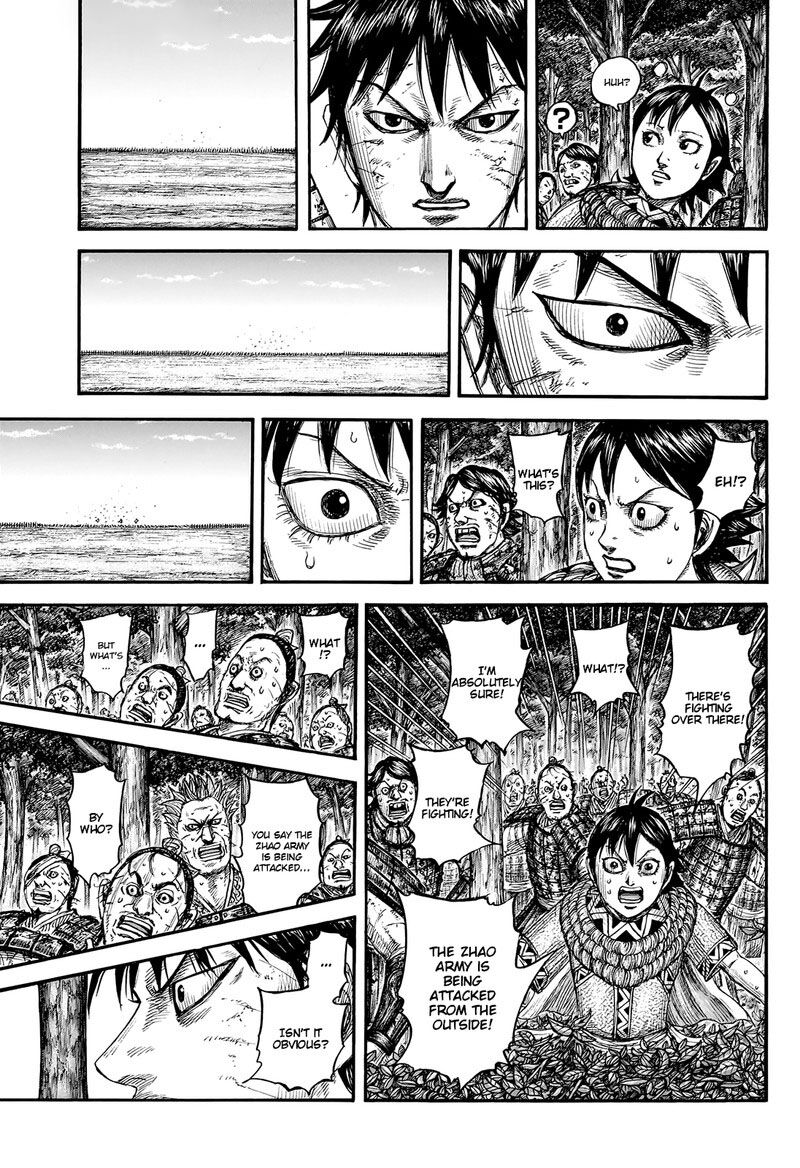 HUH?
?
EH!?
WHAT'S
THIS?
THERE'S
FIGHTING
OVER THERE!
WHAT!?
I'M
ABSOLUTELY
SURE!
THEY'RE
FIGHTING!
THE ZHAO
ARMY IS
BEING
ATTACKED
FROM THE
OUTSIDE!
WHAT
!?
...
BUT
WHAT'S
...
YOU SAY THE
ZHAO ARMY
IS BEING
ATTACKED...
BY
WHO?
...
ISN'T IT
OBVIOUS?